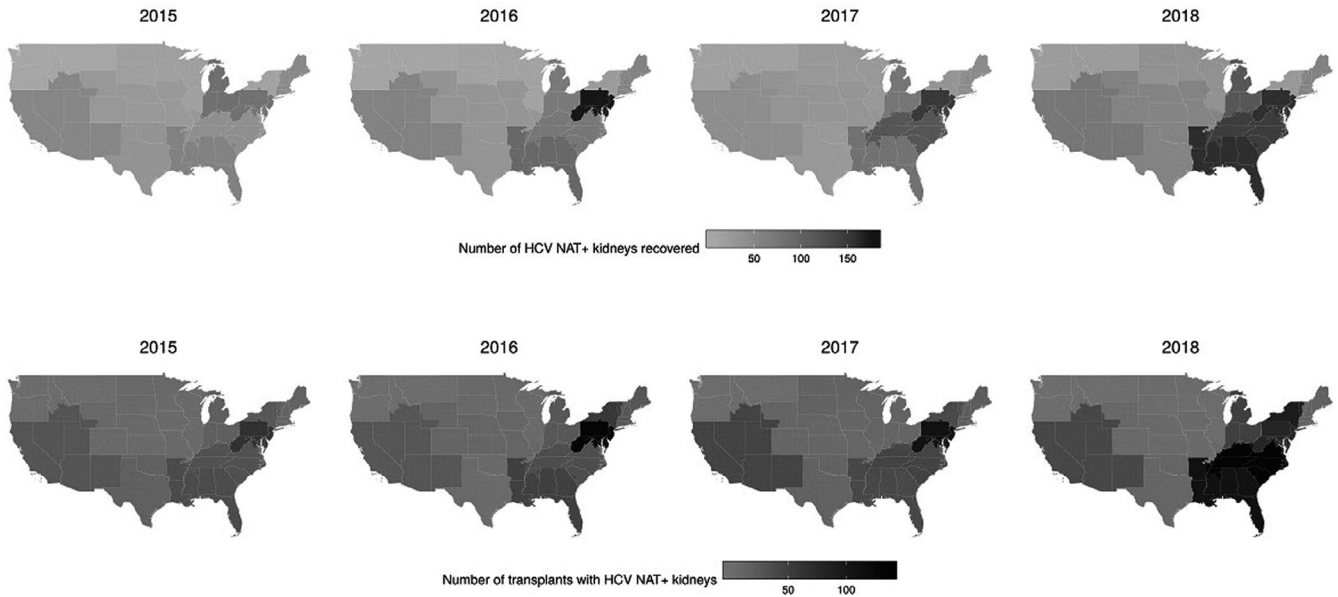 2015 2016 2017 2018
Number of HCV NAT+ kidneys recovered
50 100 150
2015 2016 2017 2018
Number of transplants with HCV NAT+ kidneys
50 100